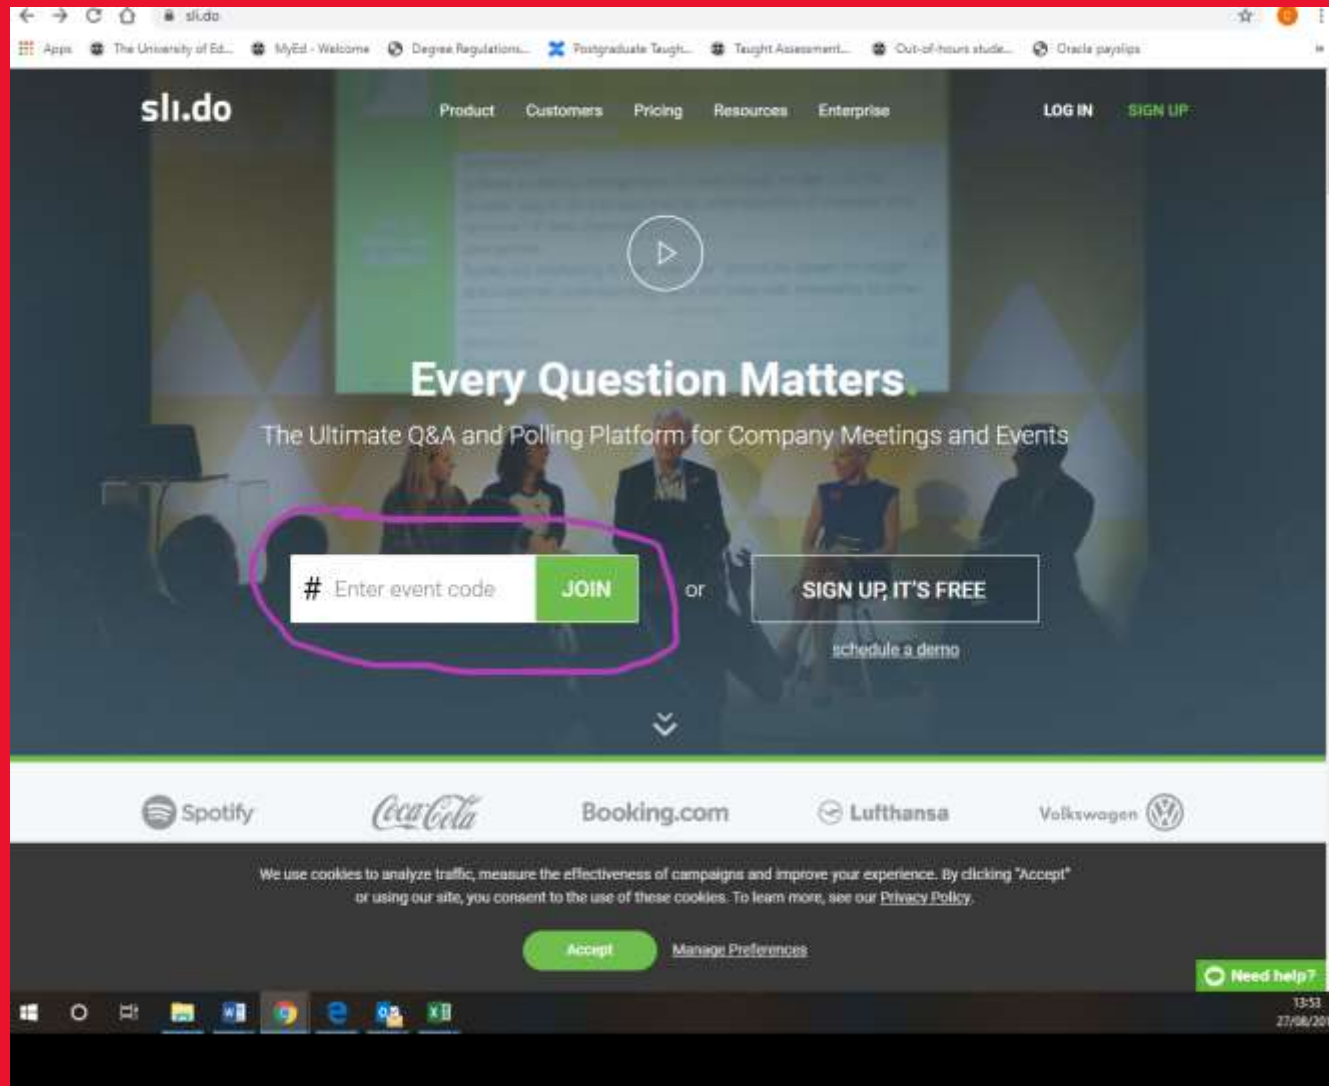 sli.do
Apps The University of Ed... MyEd - Welcome Degree Regulations... Postgraduate Taugh... Taught Assessment... Out-of-hours stude... Oracle payslips »
sli.do Product Customers Pricing Resources Enterprise LOG IN SIGN UP
Every Question Matters.
The Ultimate Q&A and Polling Platform for Company Meetings and Events
# Enter event code JOIN or SIGN UP, IT'S FREE
schedule a demo
Spotify Coca-Cola Booking.com Lufthansa Volkswagen
We use cookies to analyze traffic, measure the effectiveness of campaigns and improve your experience. By clicking "Accept"
or using our site, you consent to the use of these cookies. To learn more, see our Privacy Policy.
Accept Manage Preferences
Need help?
13:53
27/08/201